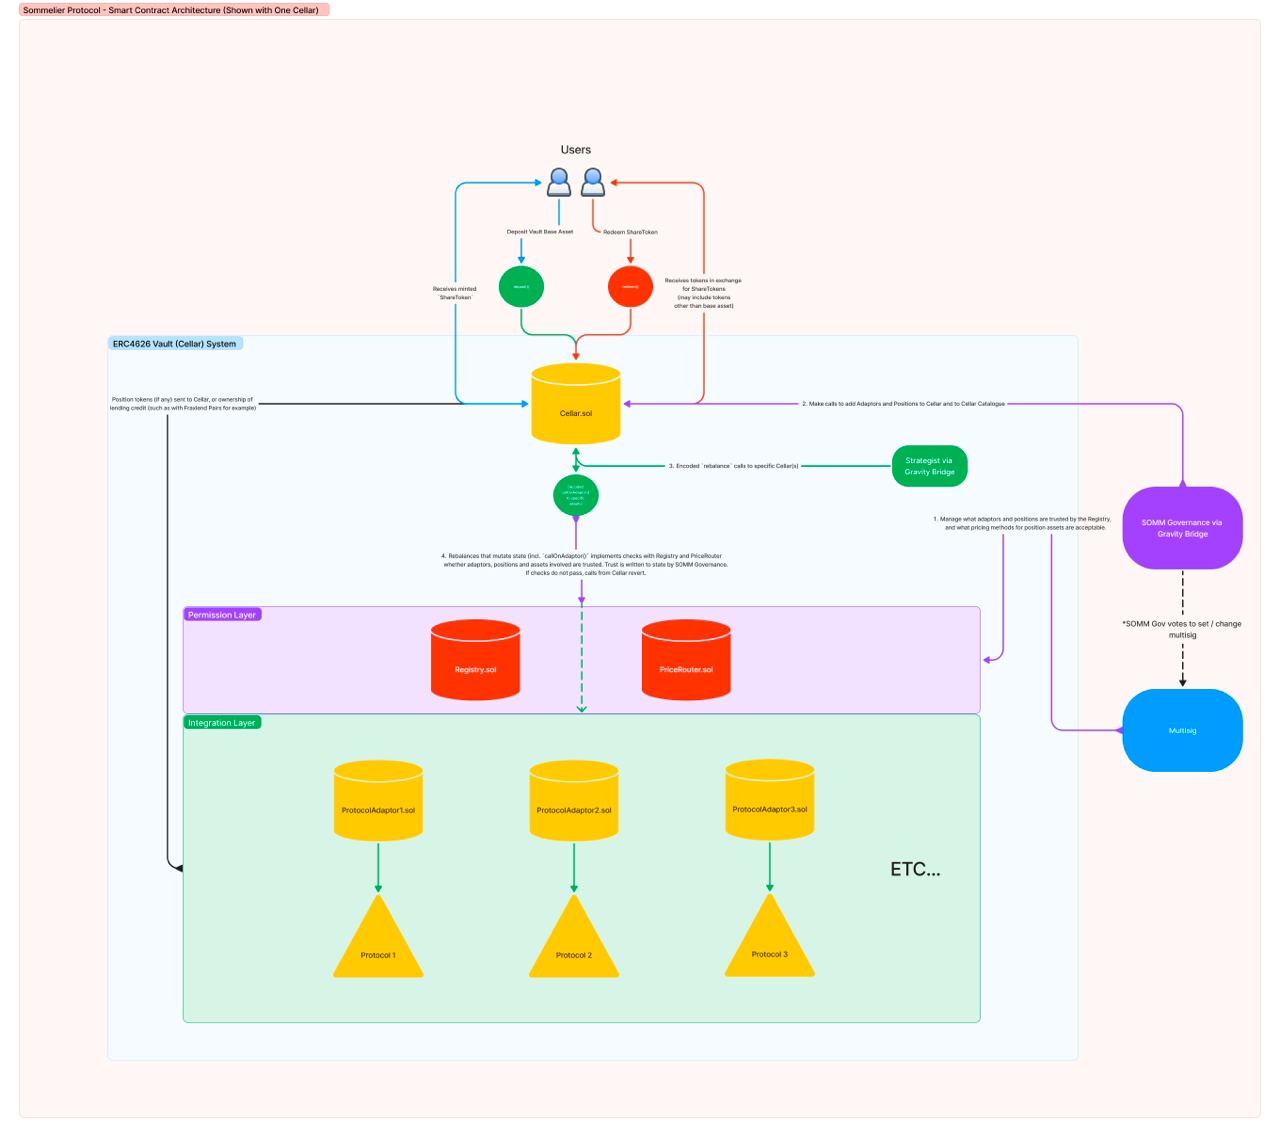 Sommelier Protocol - Smart Contract Architecture (Shown with One Cellar)
Users
Deposit Vault Base Asset
Redeem ShareToken
deposit ()
redeem()
Receives minted
`ShareToken`
Receives tokens in exchange
for ShareTokens
(may include tokens
other than base asset)
ERC4626 Vault (Cellar) System
Position tokens (if any) sent to Cellar, or ownership of
lending credit (such as with Fraxlend Pairs for example)
Cellar.sol
2. Make calls to add Adaptors and Positions to Cellar and to Cellar Catalogue
3. Encoded `rebalance` calls to specific Cellar(s)
Strategist via
Gravity Bridge
callOnAdaptor()
to specific
1. Manage what adaptors and positions are trusted by the Registry,
and what pricing methods for position assets are acceptable.
SOMM Governance via
Gravity Bridge
4. Rebalances that mutate state (incl. `callOnAdaptor()` implements checks with Registry and PriceRouter
whether adaptors, positions and assets involved are trusted. Trust is written to state by SOMM Governance.
If checks do not pass, calls from Cellar revert.
Permission Layer
Registry.sol
PriceRouter.sol
*SOMM Gov votes to set / change
multisig
Multisig
Integration Layer
ProtocolAdaptor1.sol
ProtocolAdaptor2.sol
ProtocolAdaptor3.sol
ETC...
Protocol 1
Protocol 2
Protocol 3